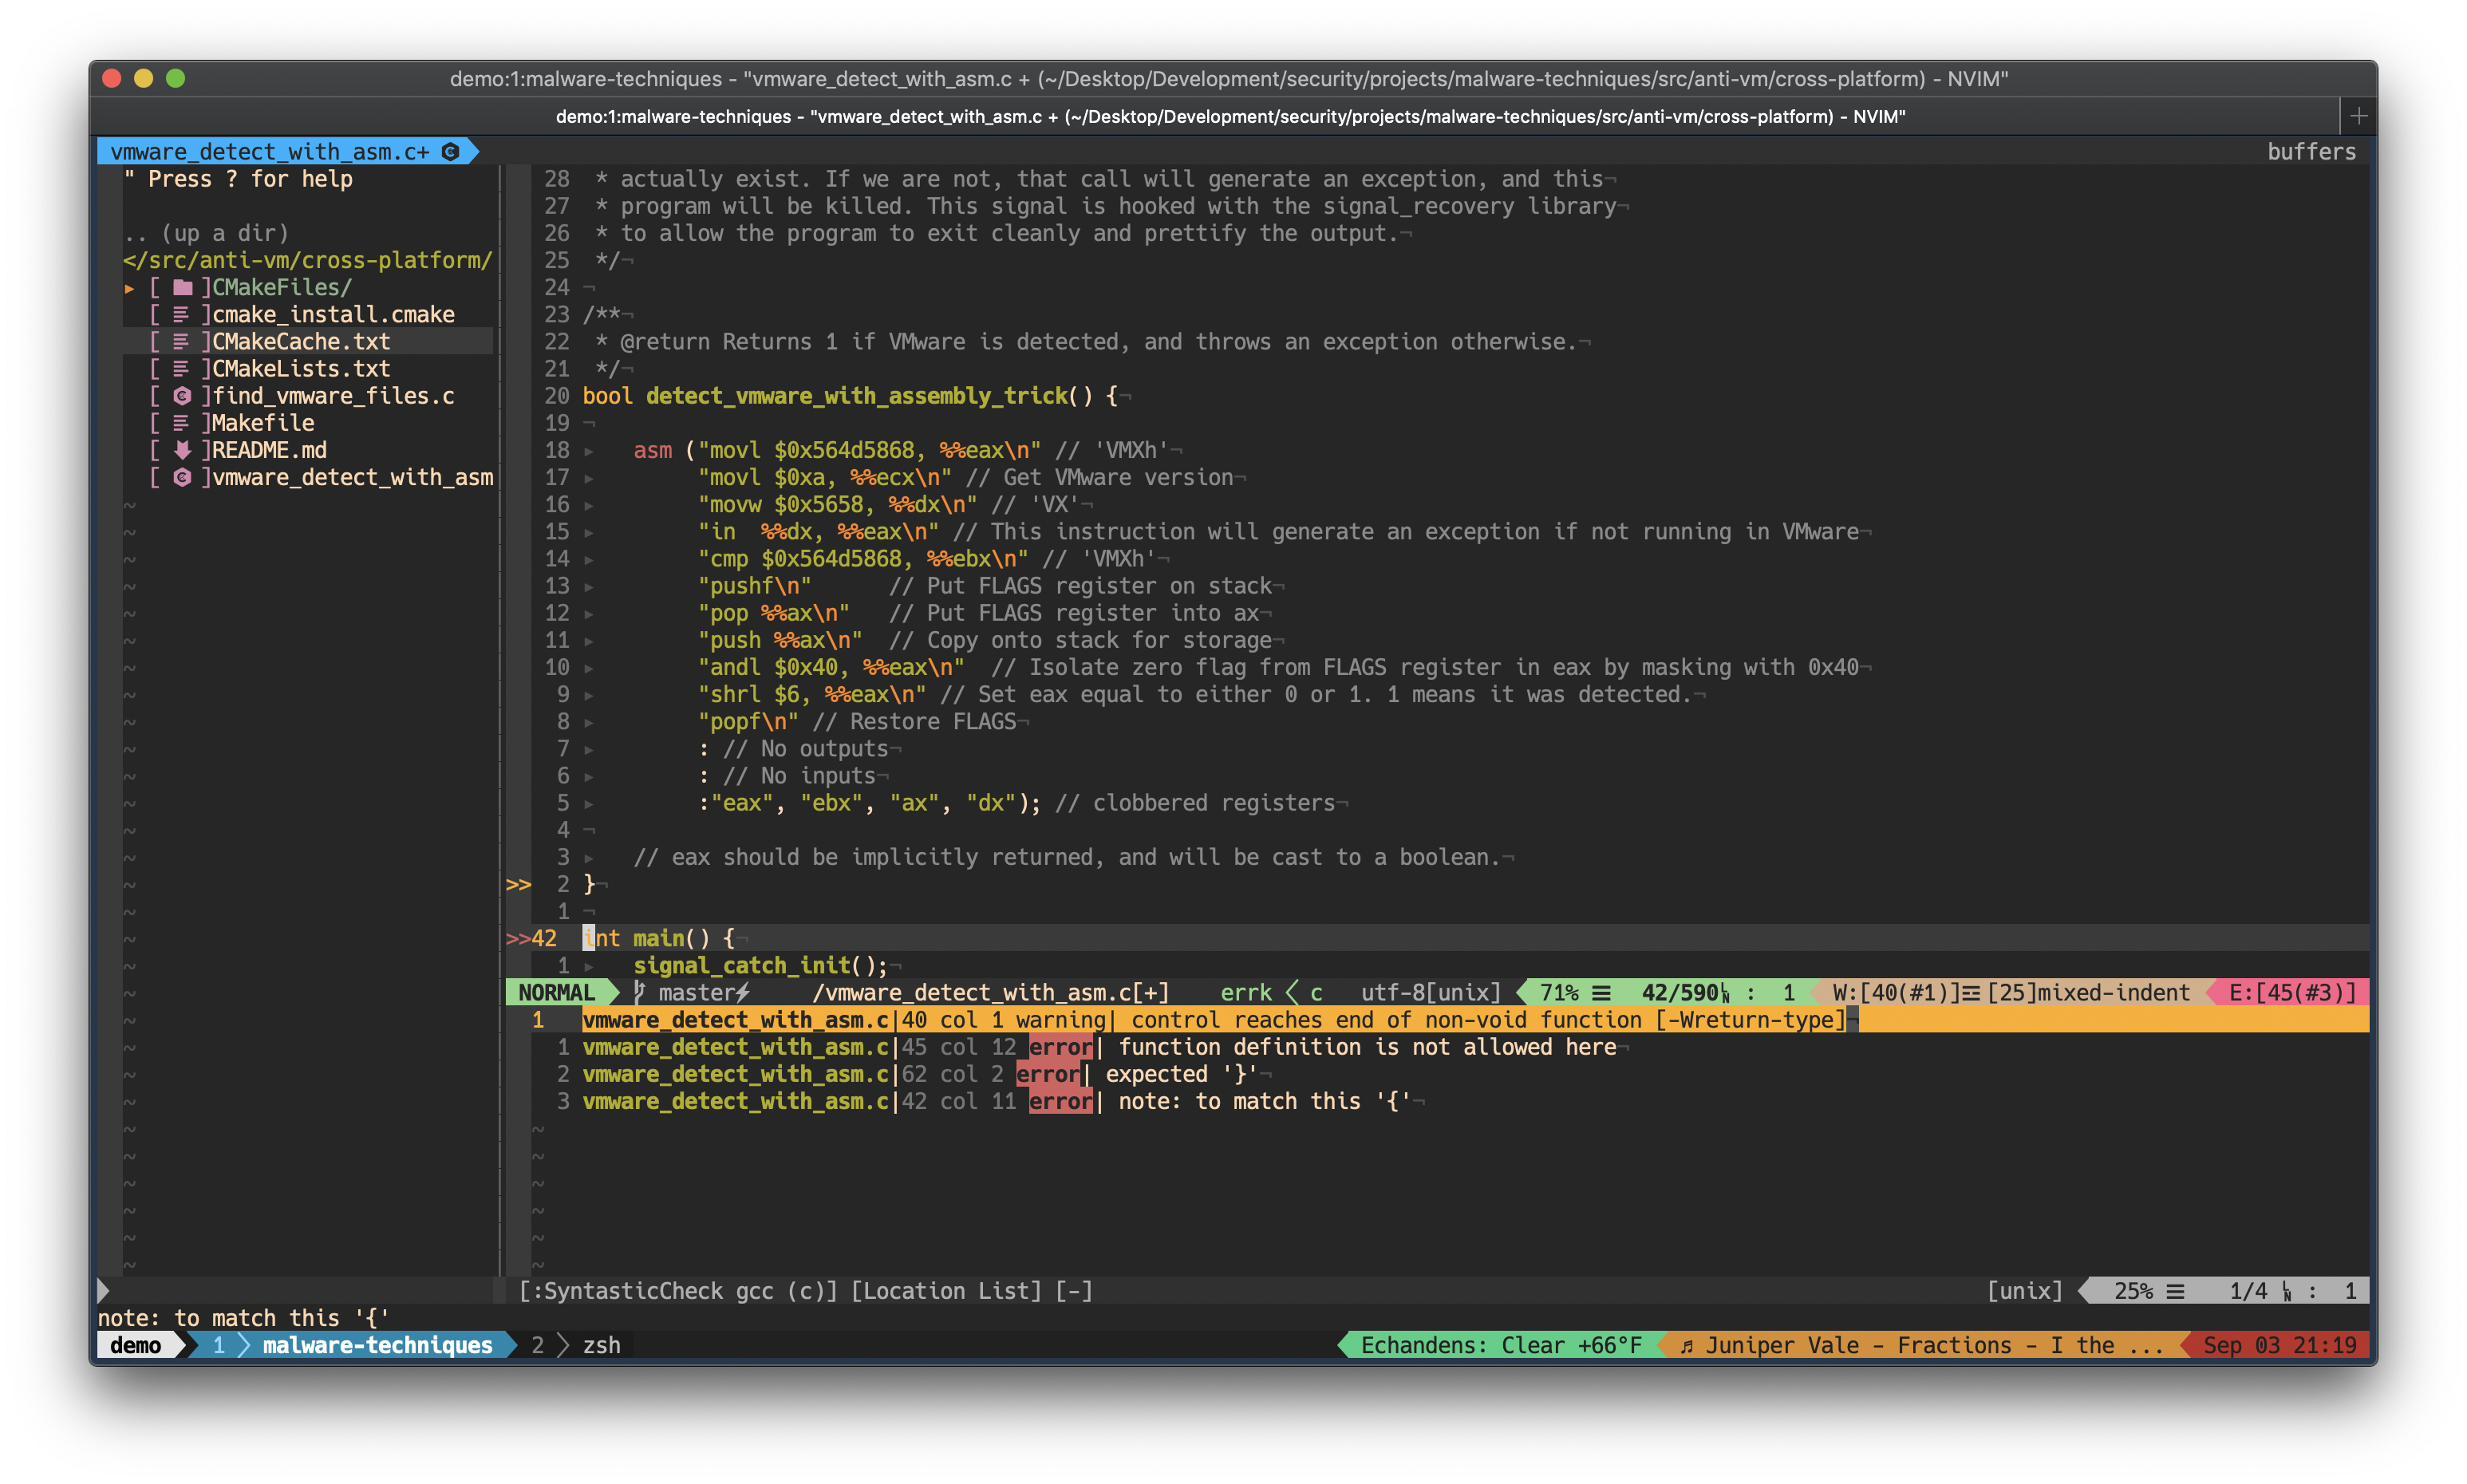 demo:1:malware-techniques - "vmware_detect_with_asm.c + (~/Desktop/Development/security/projects/malware-techniques/src/anti-vm/cross-platform) - NVIM"
demo:1:malware-techniques - "vmware_detect_with_asm.c + (~/Desktop/Development/security/projects/malware-techniques/src/anti-vm/cross-platform) - NVIM"
vmware_detect_with_asm.c+
buffers
" Press ? for help
.. (up a dir)
</src/anti-vm/cross-platform/
▸ [ ]CMakeFiles/
[ ]cmake_install.cmake
[ ]CMakeCache.txt
[ ]CMakeLists.txt
[ ]find_vmware_files.c
[ ]Makefile
[ ]README.md
[ ]vmware_detect_with_asm
28 * actually exist. If we are not, that call will generate an exception, and this¬
27 * program will be killed. This signal is hooked with the signal_recovery library¬
26 * to allow the program to exit cleanly and prettify the output.¬
25 */¬
24 ¬
23 /**¬
22 * @return Returns 1 if VMware is detected, and throws an exception otherwise.¬
21 */¬
20 bool detect_vmware_with_assembly_trick() {¬
19 ¬
18 ▸ asm ("movl $0x564d5868, %%eax\n" // 'VMXh'¬
17 ▸ "movl $0xa, %%ecx\n" // Get VMware version¬
16 ▸ "movw $0x5658, %%dx\n" // 'VX'¬
15 ▸ "in  %%dx, %%eax\n" // This instruction will generate an exception if not running in VMware¬
14 ▸ "cmp $0x564d5868, %%ebx\n" // 'VMXh'¬
13 ▸ "pushf\n" // Put FLAGS register on stack¬
12 ▸ "pop %%ax\n" // Put FLAGS register into ax¬
11 ▸ "push %%ax\n" // Copy onto stack for storage¬
10 ▸ "andl $0x40, %%eax\n" // Isolate zero flag from FLAGS register in eax by masking with 0x40¬
9 ▸ "shrl $6, %%eax\n" // Set eax equal to either 0 or 1. 1 means it was detected.¬
8 ▸ "popf\n" // Restore FLAGS¬
7 ▸ : // No outputs¬
6 ▸ : // No inputs¬
5 ▸ :"eax", "ebx", "ax", "dx"); // clobbered registers¬
4 ¬
3 ▸ // eax should be implicitly returned, and will be cast to a boolean.¬
>> 2 }¬
1 ¬
>>42 int main() {¬
1 ▸ signal_catch_init();¬
NORMAL master⚡ /vmware_detect_with_asm.c[+] errk < c utf-8[unix] 71% ☰ 42/590 : 1 W:[40(#1)]☲[25]mixed-indent E:[45(#3)]
1 vmware_detect_with_asm.c|40 col 1 warning| control reaches end of non-void function [-Wreturn-type]¬
1 vmware_detect_with_asm.c|45 col 12 error| function definition is not allowed here¬
2 vmware_detect_with_asm.c|62 col 2 error| expected '}'¬
3 vmware_detect_with_asm.c|42 col 11 error| note: to match this '{'¬
[:SyntasticCheck gcc (c)] [Location List] [-] [unix] 25% ☰ 1/4 : 1
note: to match this '{'
demo 1 malware-techniques 2 zsh Echandens: Clear +66°F ♬ Juniper Vale - Fractions - I the ... Sep 03 21:19